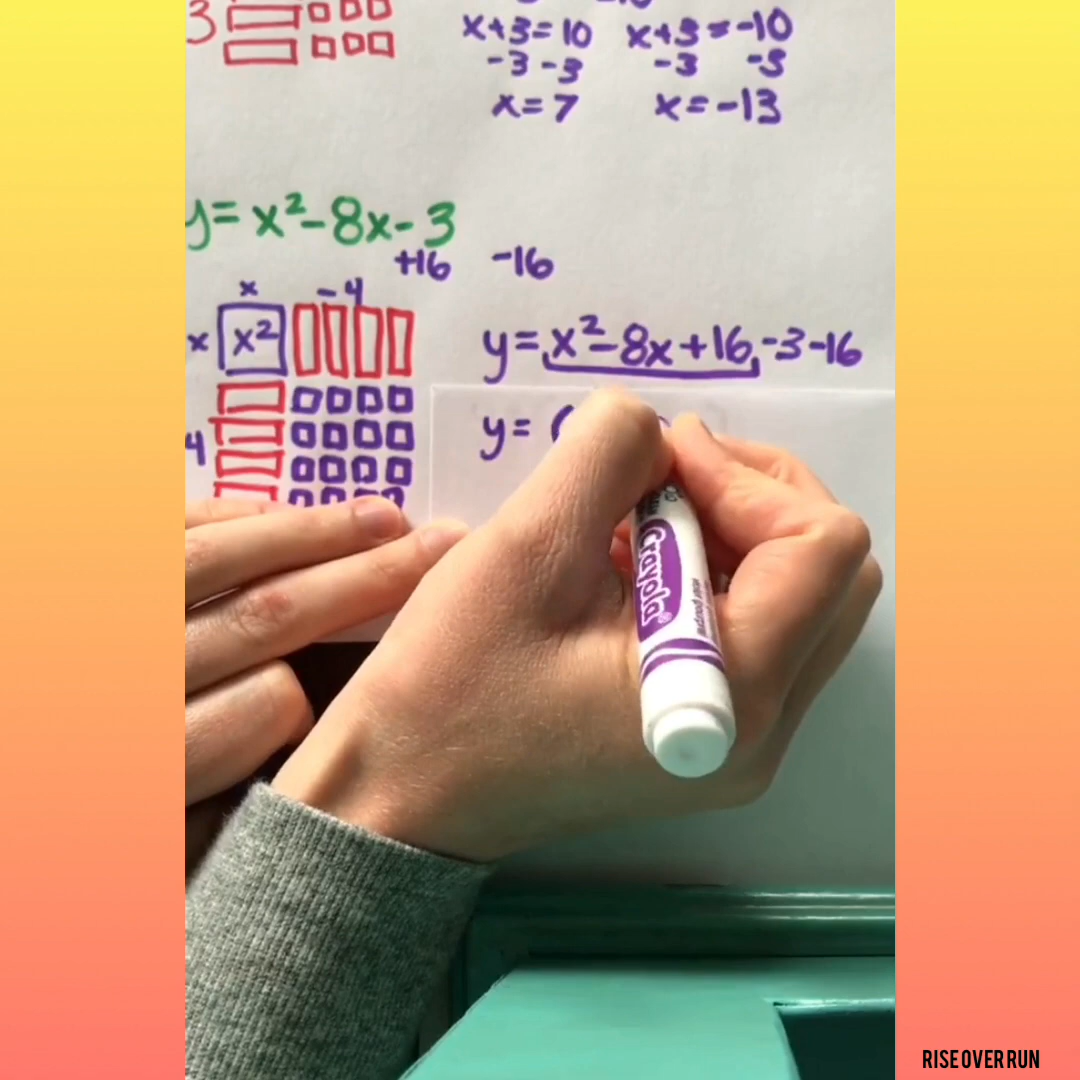 3
x+3=10 x+3=-10
-3 -3 -3 -3
x=7 x=-13
y=x²-8x-3
+16 -16
x -4
x x²
y=x²-8x+16,-3-16
4
y= (
Crayola®
RISE OVER RUN